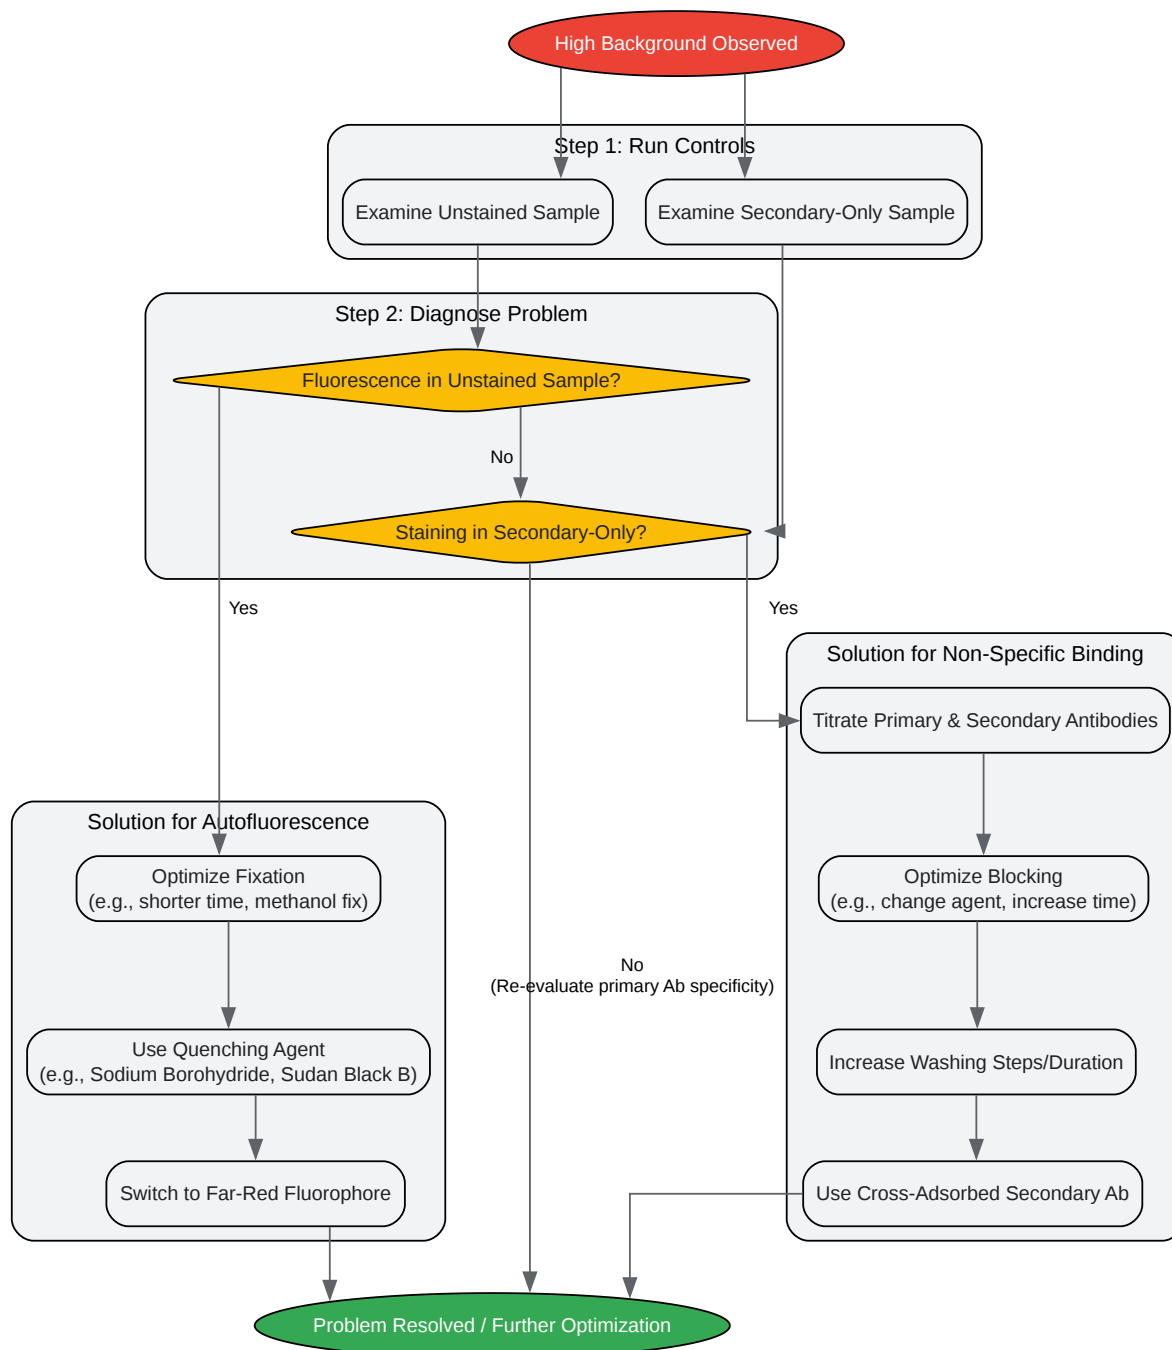 High Background Observed
Step 1: Run Controls
Examine Unstained Sample
Examine Secondary-Only Sample
Step 2: Diagnose Problem
Fluorescence in Unstained Sample?
No
Staining in Secondary-Only?
Yes
Yes
Solution for Non-Specific Binding
Titrate Primary & Secondary Antibodies
Solution for Autofluorescence
Optimize Fixation
(e.g., shorter time, methanol fix)
Optimize Blocking
(e.g., change agent, increase time)
No
(Re-evaluate primary Ab specificity)
Use Quenching Agent
(e.g., Sodium Borohydride, Sudan Black B)
Increase Washing Steps/Duration
Switch to Far-Red Fluorophore
Use Cross-Adsorbed Secondary Ab
Problem Resolved / Further Optimization